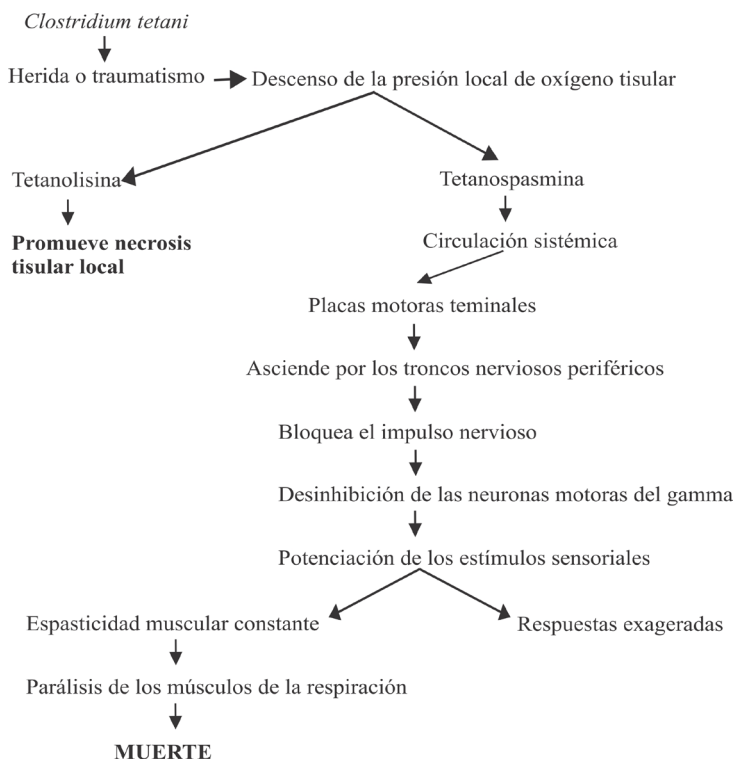 Clostridium tetani
Herida o traumatismo
Descenso de la presión local de oxígeno tisular
Tetanolisina
Tetanospasmina
Promueve necrosis
tisular local
Circulación sistémica
Placas motoras teminales
Asciende por los troncos nerviosos periféricos
Bloquea el impulso nervioso
Desinhibición de las neuronas motoras del gamma
Potenciación de los estímulos sensoriales
Espasticidad muscular constante
Respuestas exageradas
Parálisis de los músculos de la respiración
MUERTE